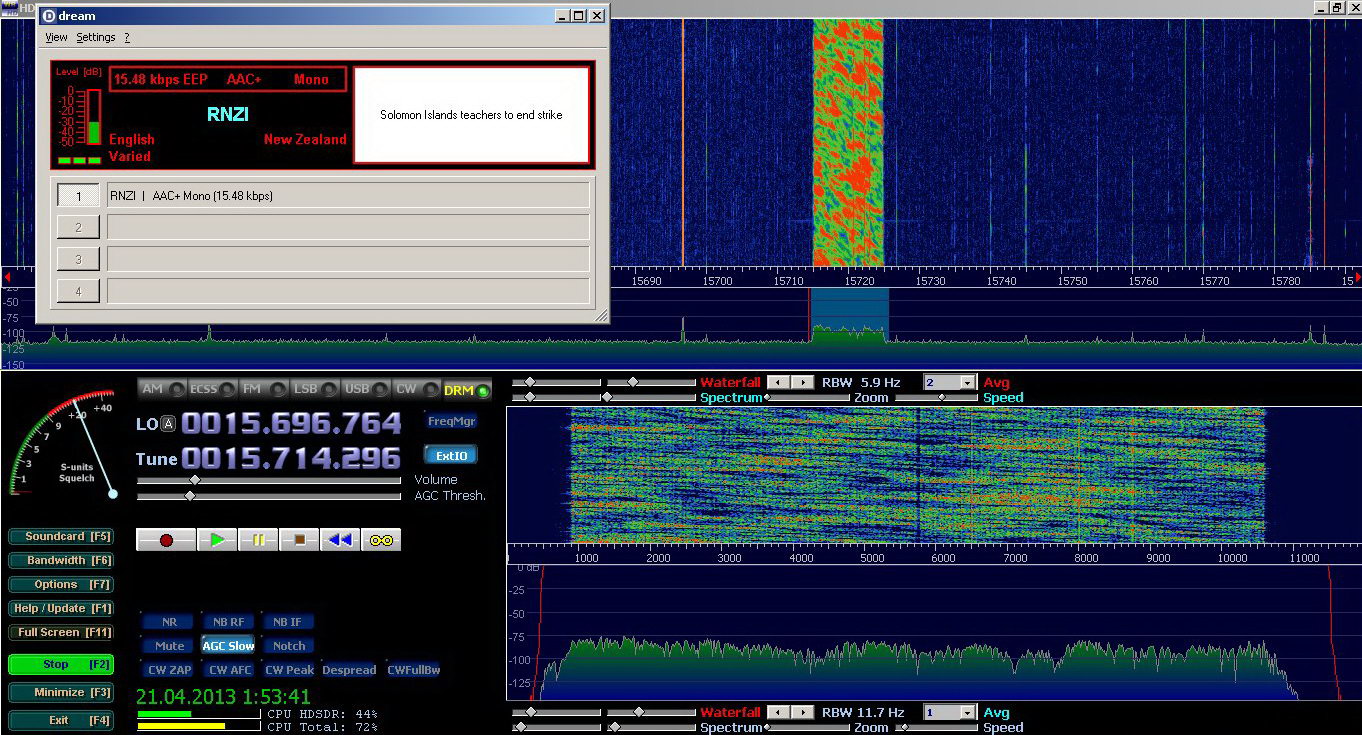 HD
dream
View Settings ?
Level [dB]
15.48 kbps EEP AAC+ Mono
0
-10
-20
-30
-40
-50
RNZI
English New Zealand
Varied
Solomon Islands teachers to end strike
1 RNZI | AAC+ Mono (15.48 kbps)
2
3
4
15690 15700 15710 15720 15730 15740 15750 15760 15770 15780 15
-25
-50
-75
-100
-125
-150
AM ECSS FM LSB USB CW DRM
+20 +40
9
7
5
3
1
S-units
Squelch
LO A 0015.696.764
FreqMgr
Tune 0015.714.296
ExtIO
Volume
AGC Thresh.
Waterfall RBW 5.9 Hz 2 Avg
Spectrum Zoom Speed
Soundcard [F5]
Bandwidth [F6]
Options [F7]
Help / Update [F1]
Full Screen [F11]
Stop [F2]
Minimize [F3]
Exit [F4]
NR NB RF NB IF
Mute AGC Slow Notch
CW ZAP CW AFC CW Peak Despread CWFullBw
21.04.2013 1:53:41
CPU HDSDR: 44%
CPU Total: 72%
1000 2000 3000 4000 5000 6000 7000 8000 9000 10000 11000
0 dB
-25
-50
-75
-100
-125
Waterfall RBW 11.7 Hz 1 Avg
Spectrum Zoom Speed